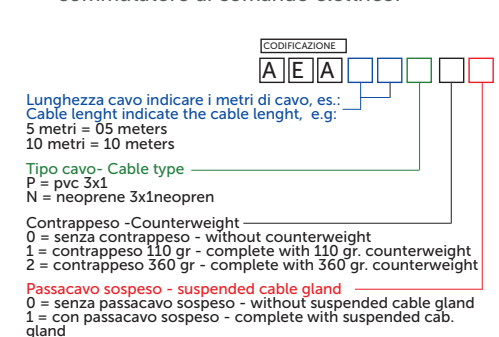 commutatore di comando elettrico.
CODIFICAZIONE
A E A
Lunghezza cavo indicare i metri di cavo, es.:
Cable lenght indicate the cable lenght, e.g:
5 metri = 05 meters
10 metri = 10 meters
Tipo cavo- Cable type
P = pvc 3x1
N = neoprene 3x1neopren
Contrappeso -Counterweight
0 = senza contrappeso - without counterweight
1 = contrappeso 110 gr - complete with 110 gr. counterweight
2 = contrappeso 360 gr - complete with 360 gr. counterweight
Passacavo sospeso - suspended cable gland
0 = senza passacavo sospeso - without suspended cable gland
1 = con passacavo sospeso - complete with suspended cab.
gland